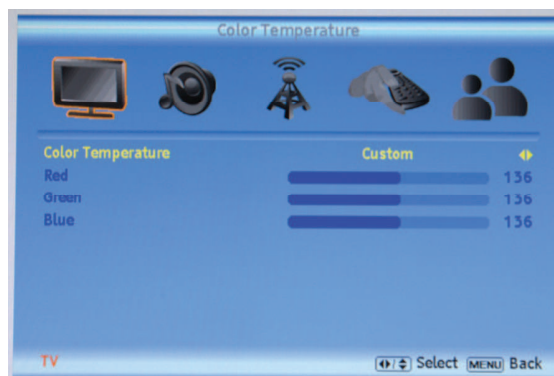 Color Temperature
Color Temperature Custom
Red 136
Green 136
Blue 136
TV Select MENU Back